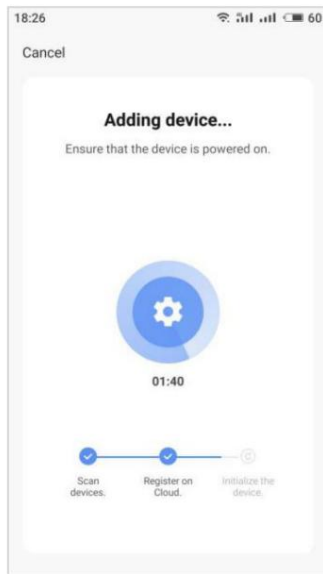 18:26
60
Cancel
Adding device...
Ensure that the device is powered on.
01:40
Scan
devices.
Register on
Cloud.
Initialize the
device.